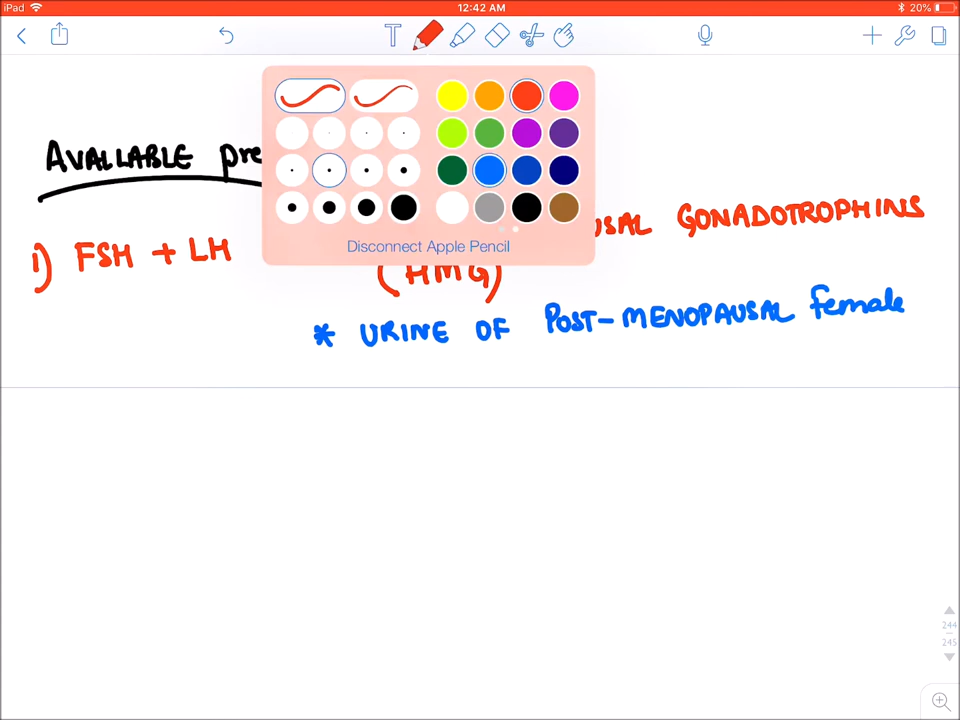 iPad 12:42 AM 20%
T
AVAILABLE pre
Disconnect Apple Pencil
i) FSH + LH USAL GONADOTROPHINS
(HMG)
* URINE OF POST-MENOPAUSAL female
244
245